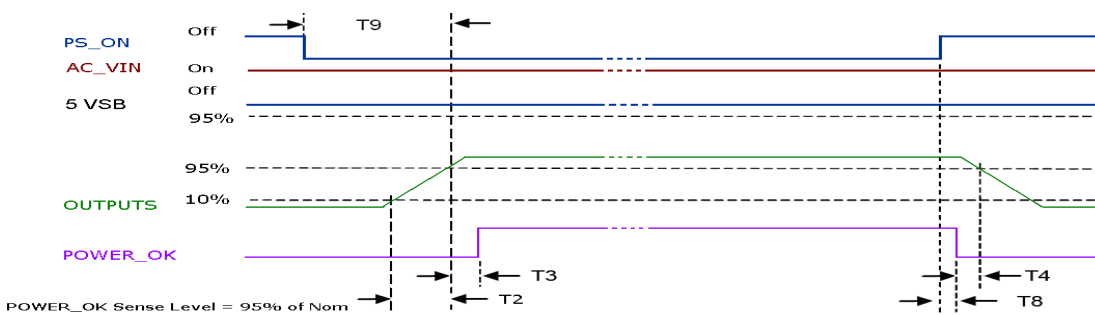 T9
Off
PS_ON
AC_VIN
On
Off
5 VSB
95%
95%
10%
OUTPUTS
POWER_OK
T3
T4
T2
T8
POWER_OK Sense Level = 95% of Nom